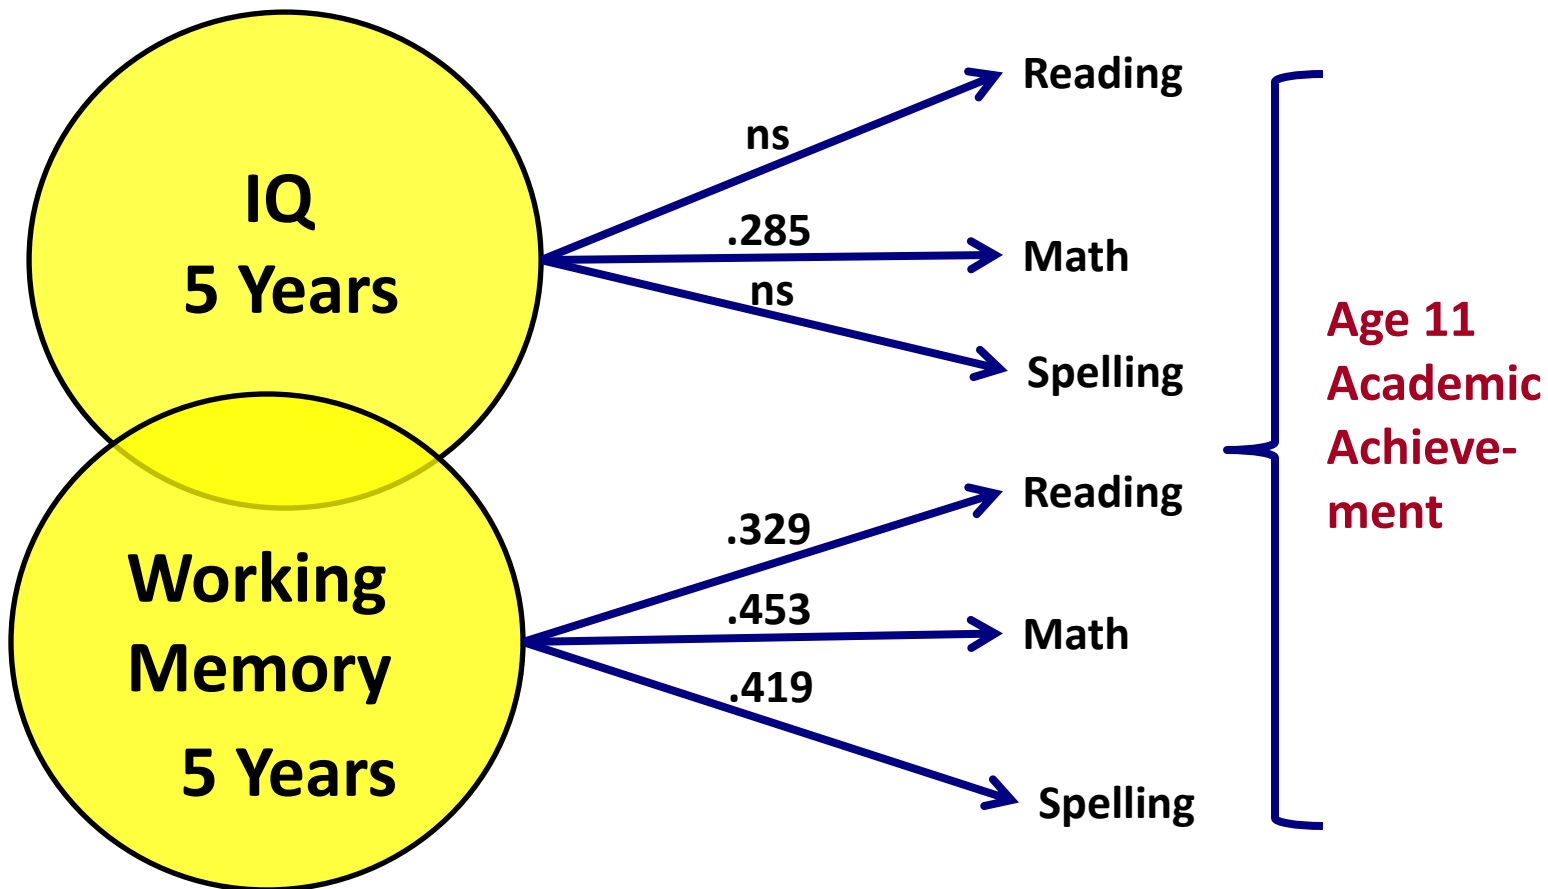 IQ
5 Years
ns
.285
ns
Reading
Math
Spelling
Working
Memory
5 Years
.329
.453
.419
Reading
Math
Spelling
Age 11
Academic
Achieve-
ment